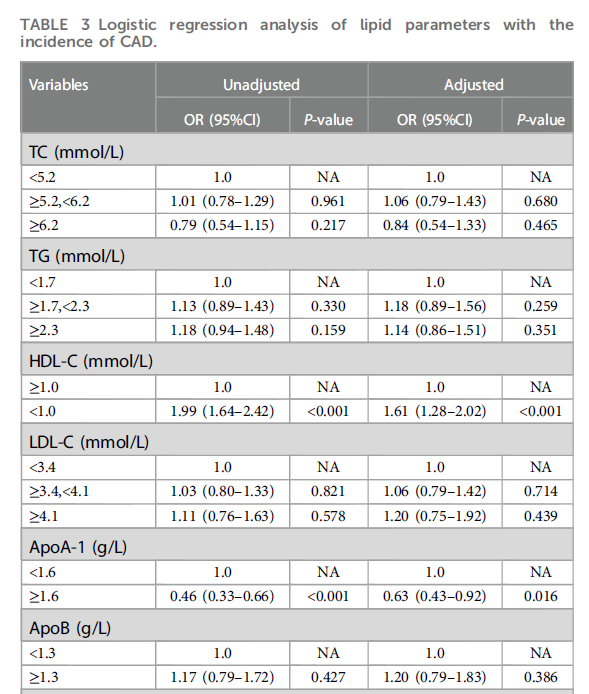 TABLE 3 Logistic regression analysis of lipid parameters with the
incidence of CAD.
Variables Unadjusted Adjusted
OR (95%CI) P-value OR (95%CI) P-value
TC (mmol/L)
<5.2 1.0 NA 1.0 NA
≥5.2,<6.2 1.01 (0.78–1.29) 0.961 1.06 (0.79–1.43) 0.680
≥6.2 0.79 (0.54–1.15) 0.217 0.84 (0.54–1.33) 0.465
TG (mmol/L)
<1.7 1.0 NA 1.0 NA
≥1.7,<2.3 1.13 (0.89–1.43) 0.330 1.18 (0.89–1.56) 0.259
≥2.3 1.18 (0.94–1.48) 0.159 1.14 (0.86–1.51) 0.351
HDL-C (mmol/L)
≥1.0 1.0 NA 1.0 NA
<1.0 1.99 (1.64–2.42) <0.001 1.61 (1.28–2.02) <0.001
LDL-C (mmol/L)
<3.4 1.0 NA 1.0 NA
≥3.4,<4.1 1.03 (0.80–1.33) 0.821 1.06 (0.79–1.42) 0.714
≥4.1 1.11 (0.76–1.63) 0.578 1.20 (0.75–1.92) 0.439
ApoA-1 (g/L)
<1.6 1.0 NA 1.0 NA
≥1.6 0.46 (0.33–0.66) <0.001 0.63 (0.43–0.92) 0.016
ApoB (g/L)
<1.3 1.0 NA 1.0 NA
≥1.3 1.17 (0.79–1.72) 0.427 1.20 (0.79–1.83) 0.386